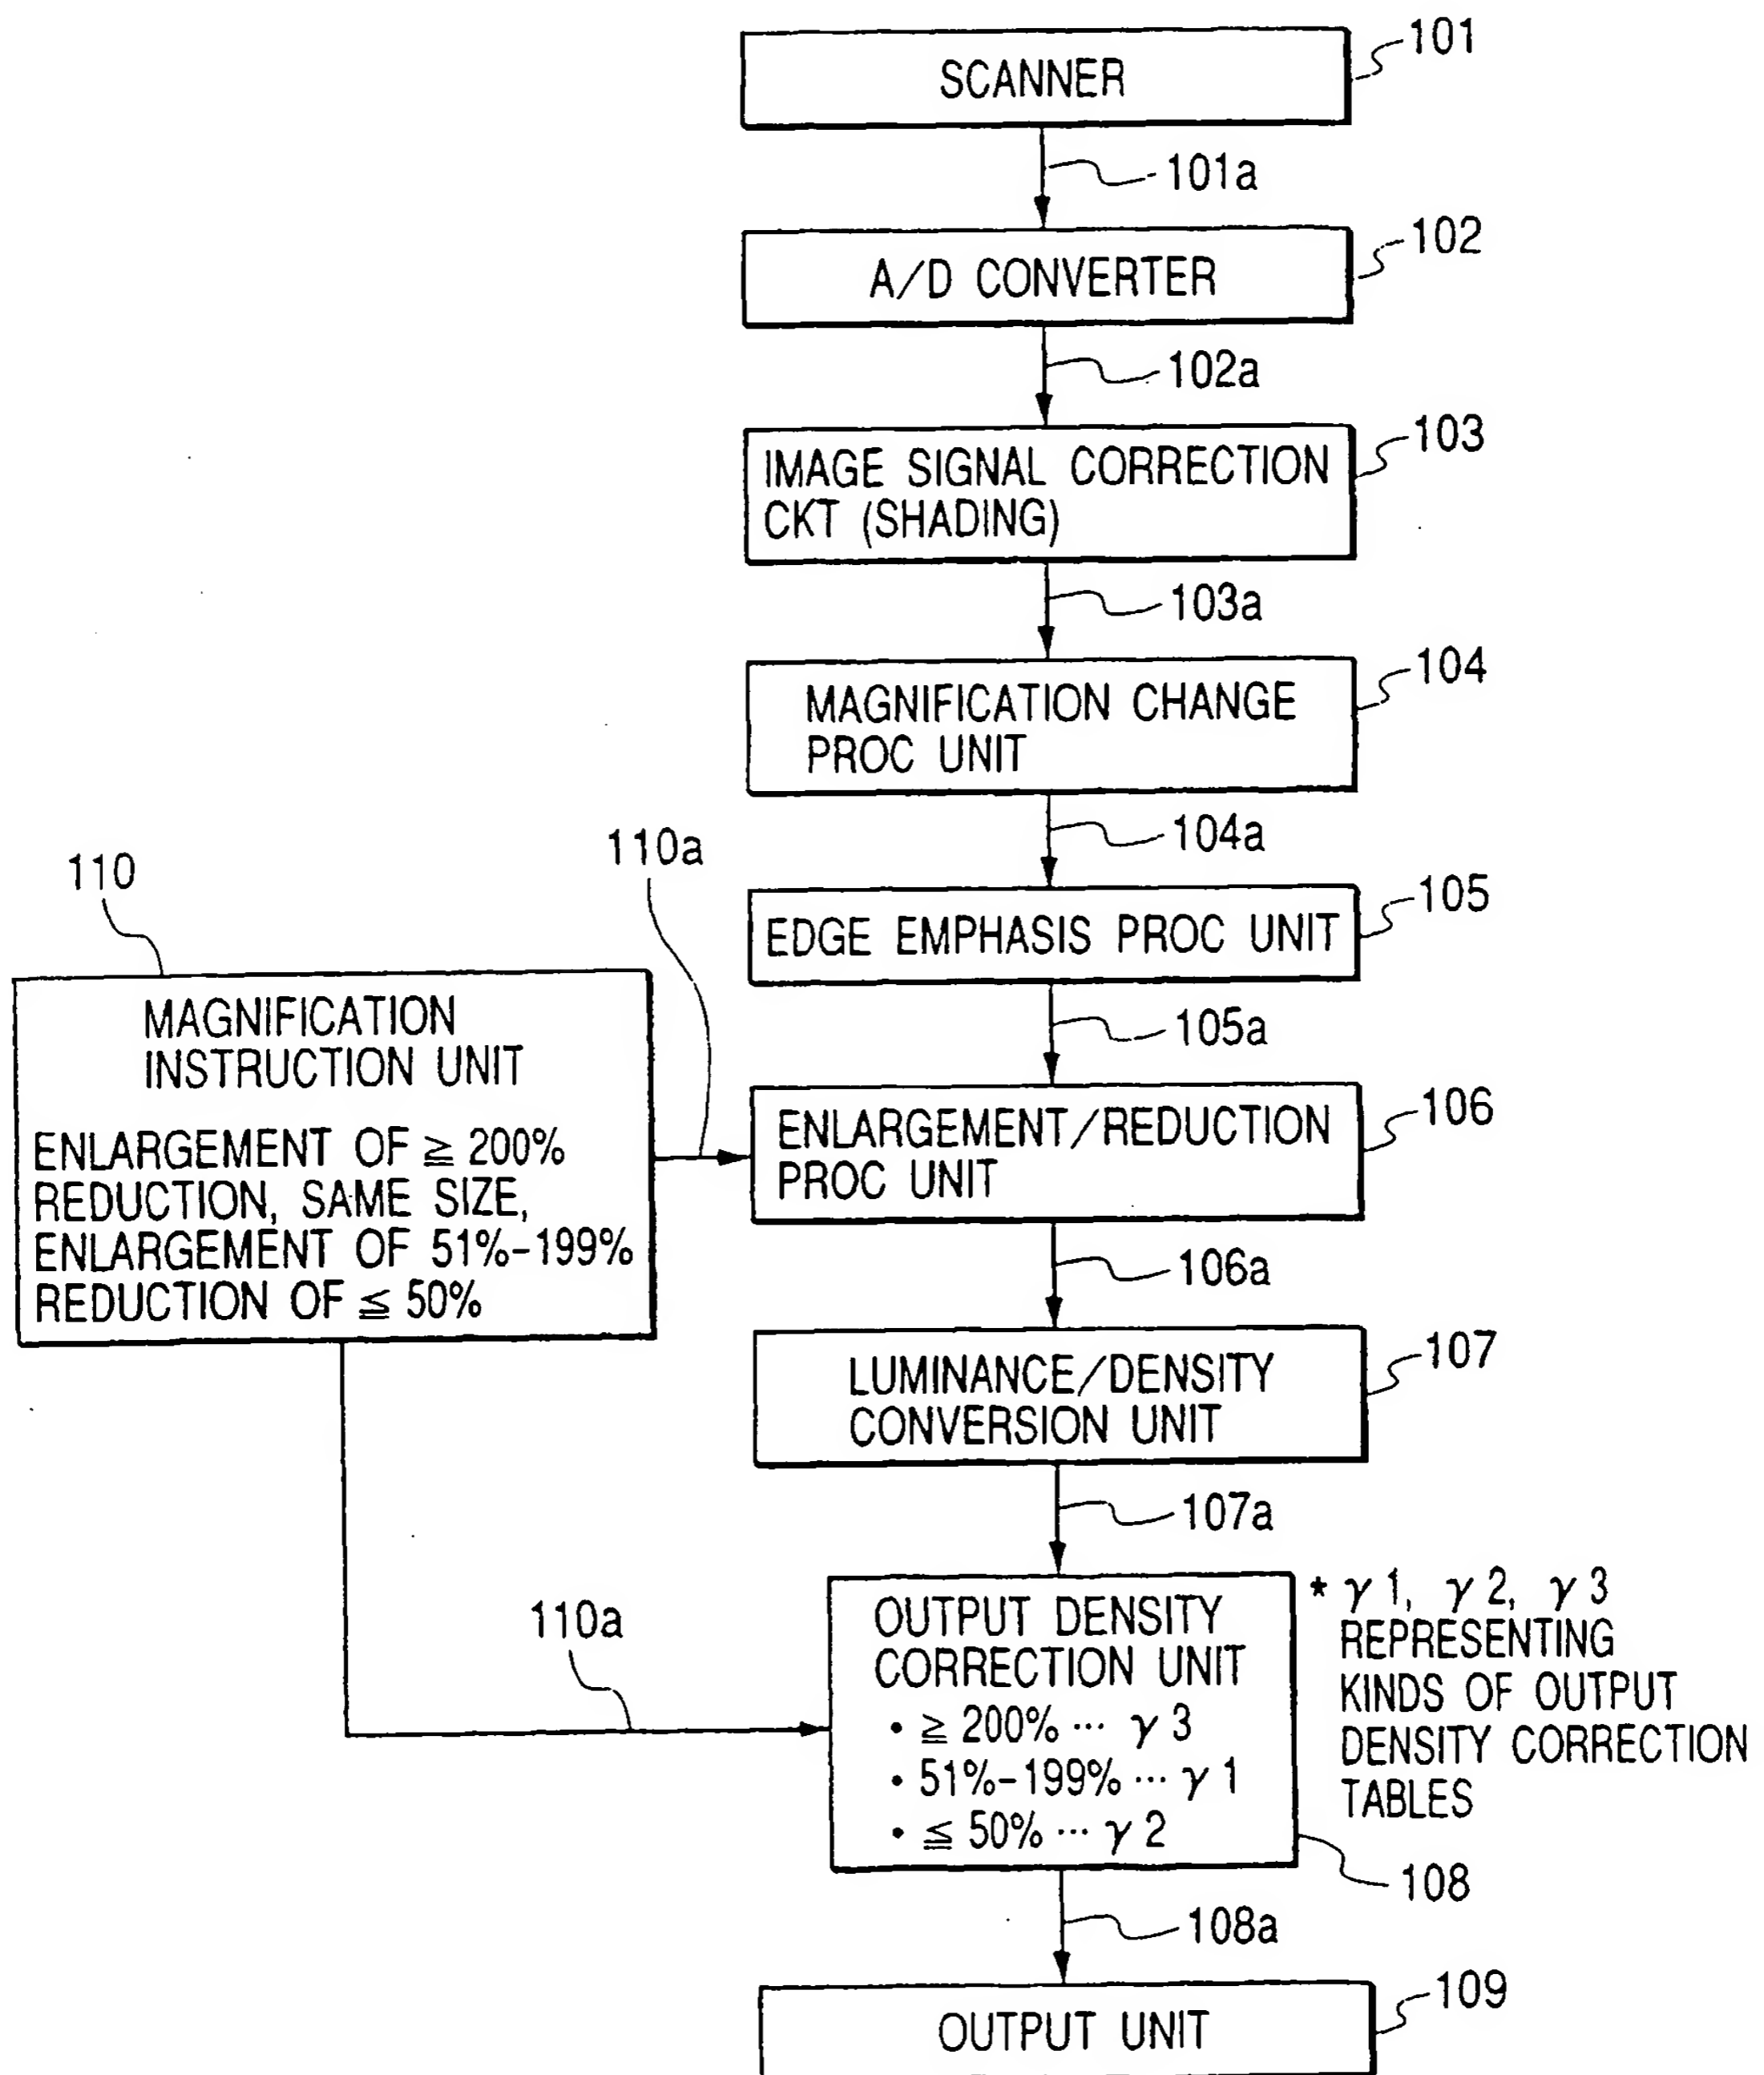 101
SCANNER
101a
102
A/D CONVERTER
102a
103
IMAGE SIGNAL CORRECTION
CKT (SHADING)
103a
104
MAGNIFICATION CHANGE
PROC UNIT
104a
110a
110
105
EDGE EMPHASIS PROC UNIT
105a
MAGNIFICATION
INSTRUCTION UNIT
ENLARGEMENT OF ≧ 200%
REDUCTION, SAME SIZE,
ENLARGEMENT OF 51%-199%
REDUCTION OF ≦ 50%
106
ENLARGEMENT/REDUCTION
PROC UNIT
106a
107
LUMINANCE/DENSITY
CONVERSION UNIT
107a
110a
OUTPUT DENSITY
CORRECTION UNIT
• ≧ 200% ··· γ 3
• 51%-199% ··· γ 1
• ≦ 50% ··· γ 2
* γ 1, γ 2, γ 3
REPRESENTING
KINDS OF OUTPUT
DENSITY CORRECTION
TABLES
108
108a
109
OUTPUT UNIT